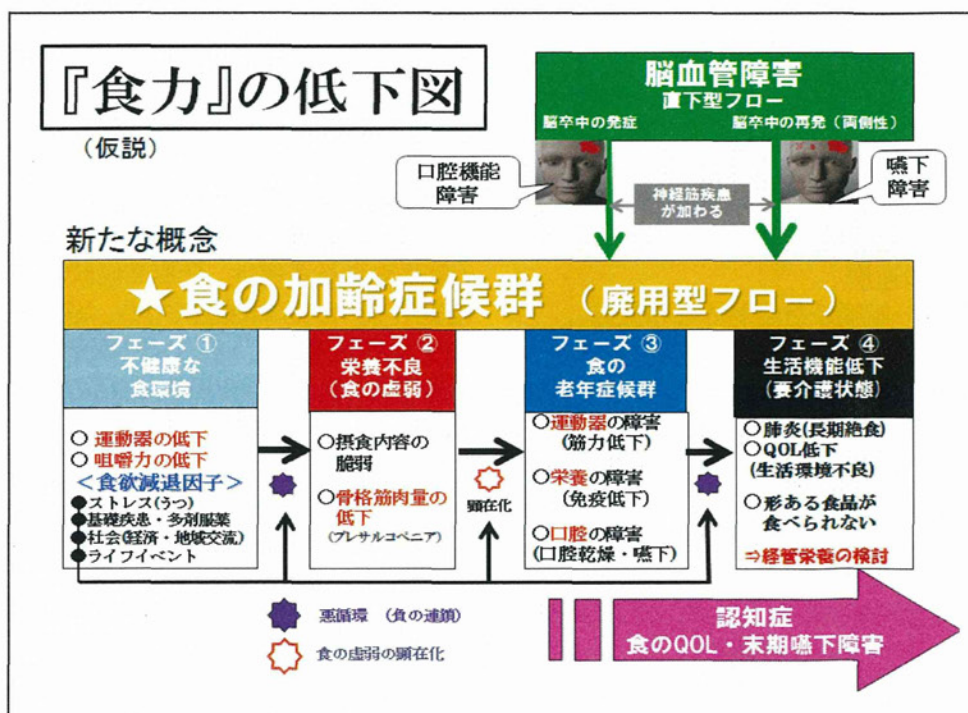 『食力』の低下図
(仮説)
脳血管障害
直下型フロー
脳卒中の発症
脳卒中の再発(両側性)
口腔機能
障害
神経筋疾患
が加わる
嚥下
障害
新たな概念
★食の加齢症候群(廃用型フロー)
フェーズ ①
不健康な
食環境
○ 運動器の低下
○ 咀嚼力の低下
<食欲減退因子>
●ストレス(うつ)
●基礎疾患・多剤服薬
●社会(経済・地域交流)
●ライフイベント
フェーズ ②
栄養不良
(食の虚弱)
○摂食内容の
脆弱
○骨格筋肉量の
低下
(プレサルコペニア)
顕在化
フェーズ ③
食の
老年症候群
○運動器の障害
(筋力低下)
○栄養の障害
(免疫低下)
○口腔の障害
(口腔乾燥・嚥下)
フェーズ ④
生活機能低下
(要介護状態)
○肺炎(長期絶食)
○QOL低下
(生活環境不良)
○形ある食品が
食べられない
⇒経管栄養の検討
悪循環 (負の連鎖)
食の虚弱の顕在化
認知症
食のQOL・末期嚥下障害